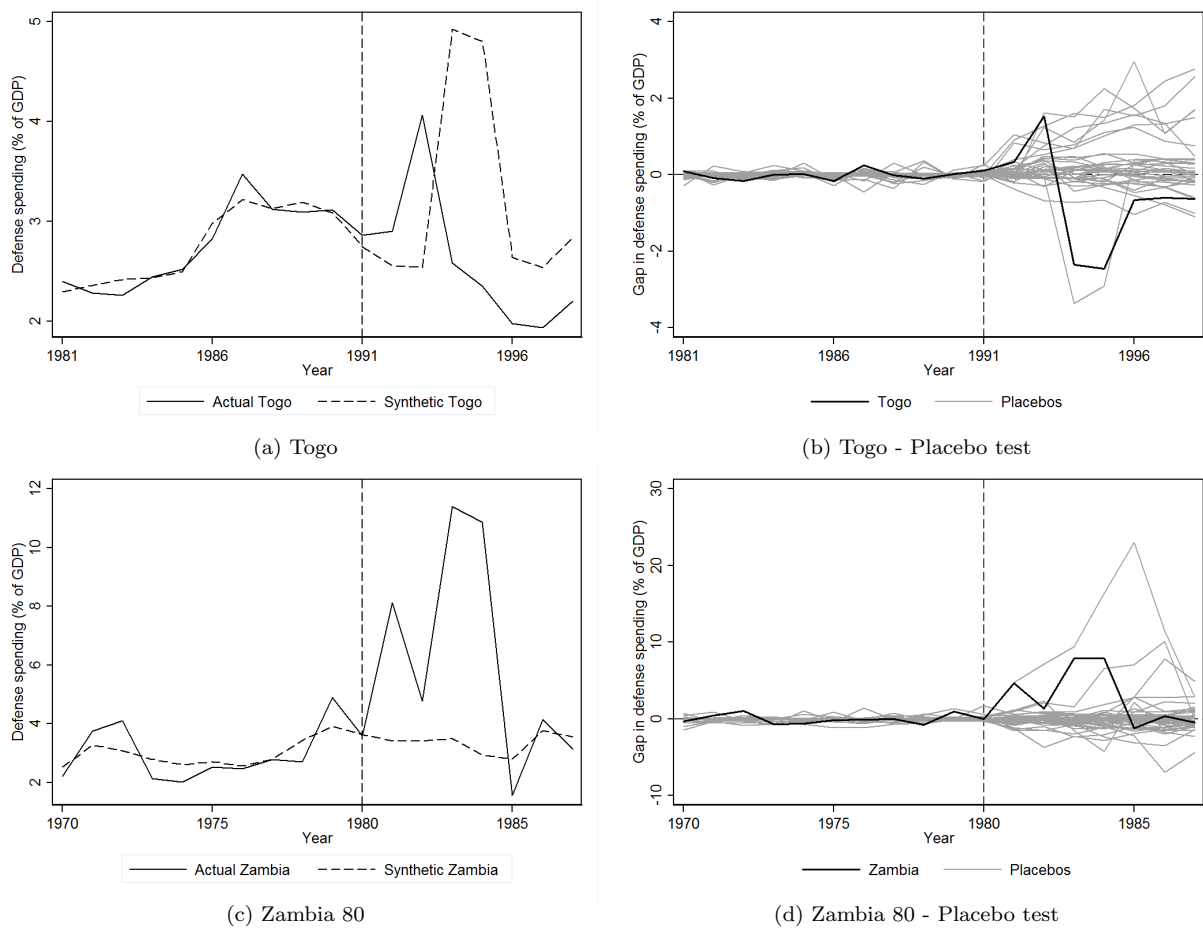 Defense spending (% of GDP)
5
4
3
2
1981 1986 1991 1996
Year
Actual Togo Synthetic Togo
(a) Togo
Gap in defense spending (% of GDP)
4
2
0
-2
-4
1981 1986 1991 1996
Year
Togo Placebos
(b) Togo - Placebo test
Defense spending (% of GDP)
12
10
8
6
4
2
1970 1975 1980 1985
Year
Actual Zambia Synthetic Zambia
(c) Zambia 80
Gap in defense spending (% of GDP)
30
20
10
0
-10
1970 1975 1980 1985
Year
Zambia Placebos
(d) Zambia 80 - Placebo test